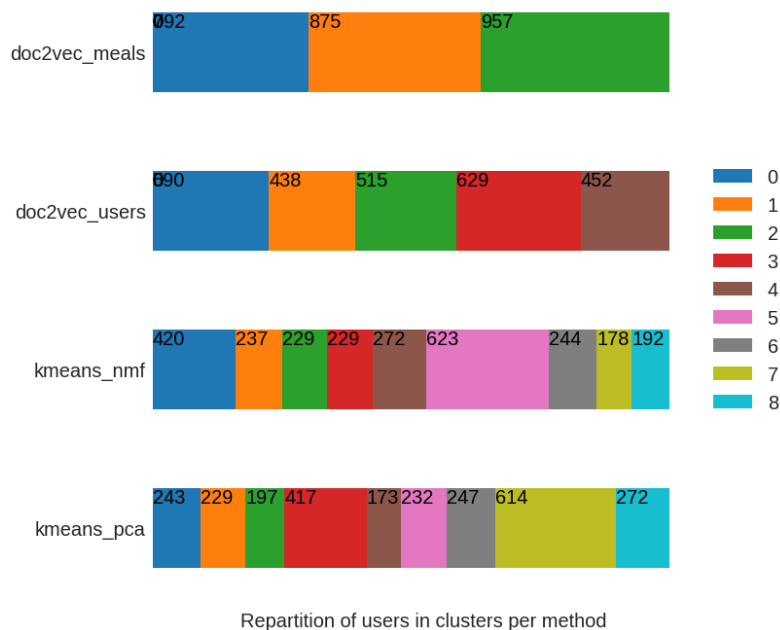 doc2vec_meals
792 875 957
doc2vec_users
590 438 515 629 452
kmeans_nmf
420 237 229 229 272 623 244 178 192
kmeans_pca
243 229 197 417 173 232 247 614 272
0
1
2
3
4
5
6
7
8
Repartition of users in clusters per method